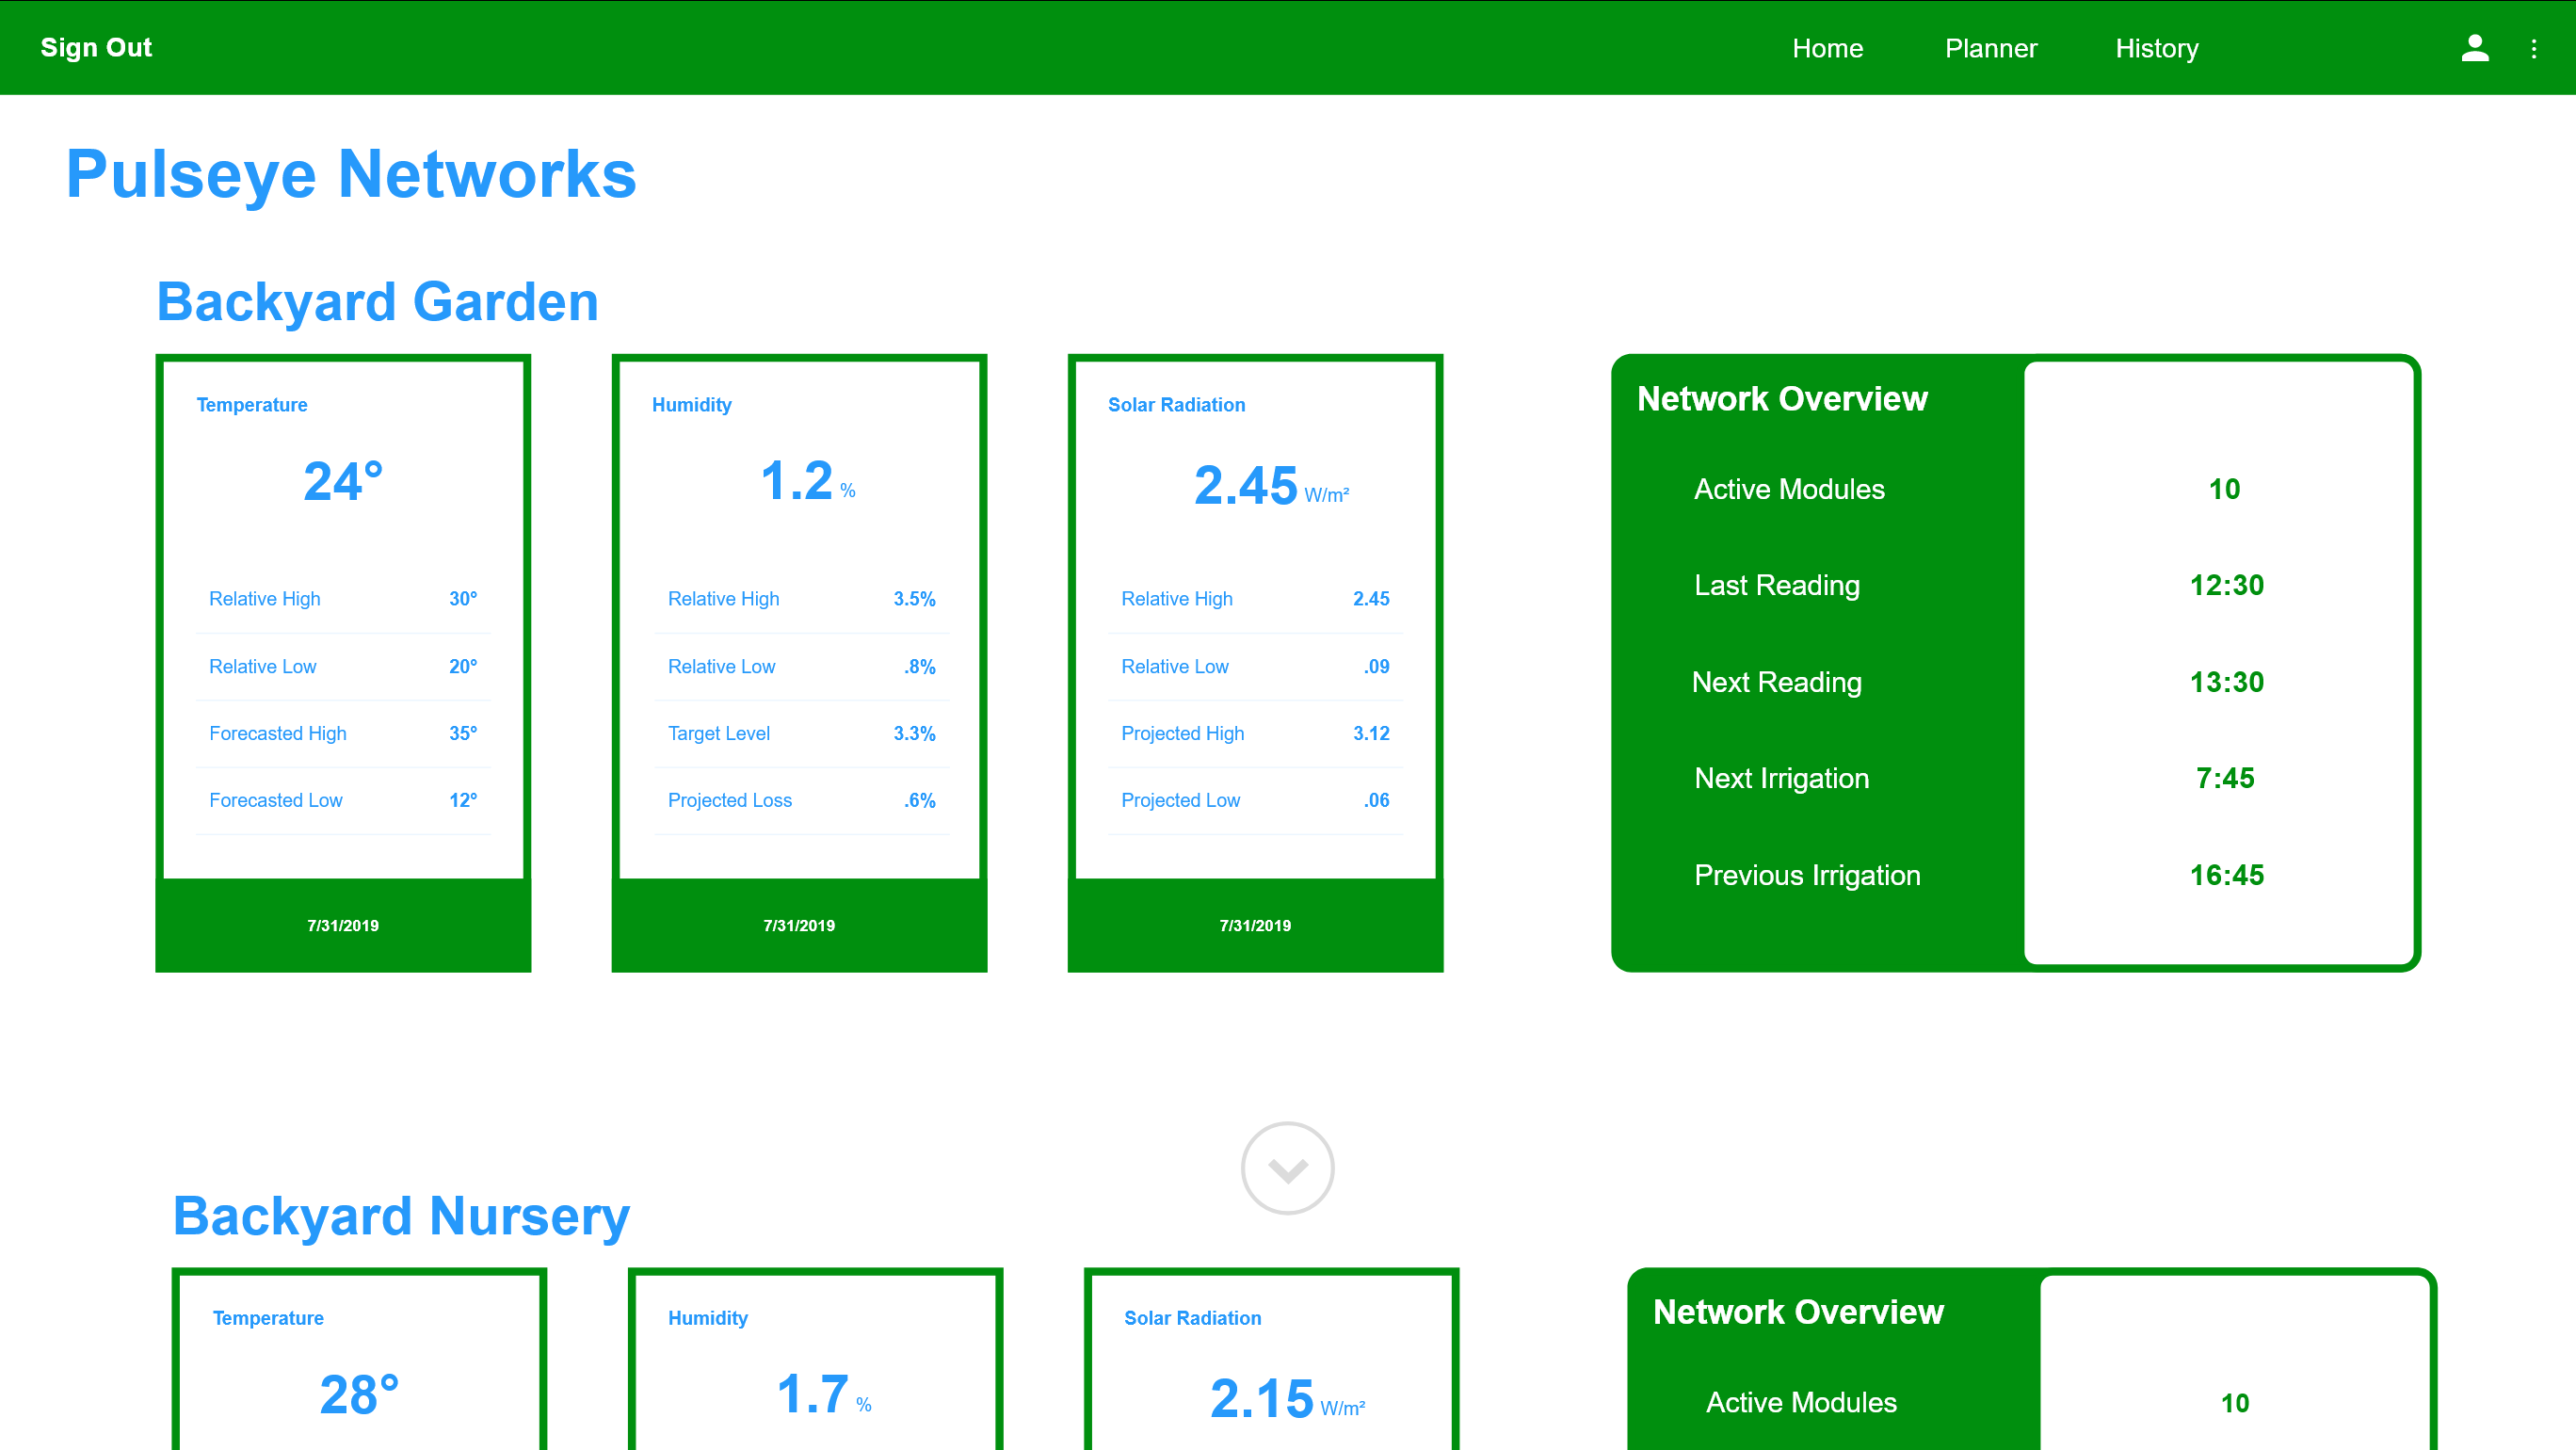 Sign Out
Home Planner History
Pulseye Networks
Backyard Garden
Temperature
24°
Relative High 30°
Relative Low 20°
Forecasted High 35°
Forecasted Low 12°
7/31/2019
Humidity
1.2 %
Relative High 3.5%
Relative Low .8%
Target Level 3.3%
Projected Loss .6%
7/31/2019
Solar Radiation
2.45 W/m²
Relative High 2.45
Relative Low .09
Projected High 3.12
Projected Low .06
7/31/2019
Network Overview
Active Modules 10
Last Reading 12:30
Next Reading 13:30
Next Irrigation 7:45
Previous Irrigation 16:45
Backyard Nursery
Temperature
28°
Humidity
1.7 %
Solar Radiation
2.15 W/m²
Network Overview
Active Modules 10